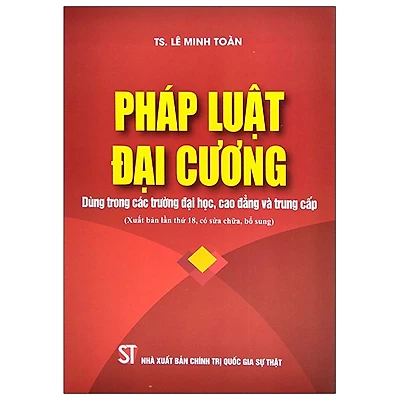 TS. LÊ MINH TOÀN
PHÁP LUẬT
ĐẠI CƯƠNG
Dùng trong các trường đại học, cao đẳng và trung cấp
(Xuất bản lần thứ 18, có sửa chữa, bổ sung)
ST
NHÀ XUẤT BẢN CHÍNH TRỊ QUỐC GIA SỰ THẬT